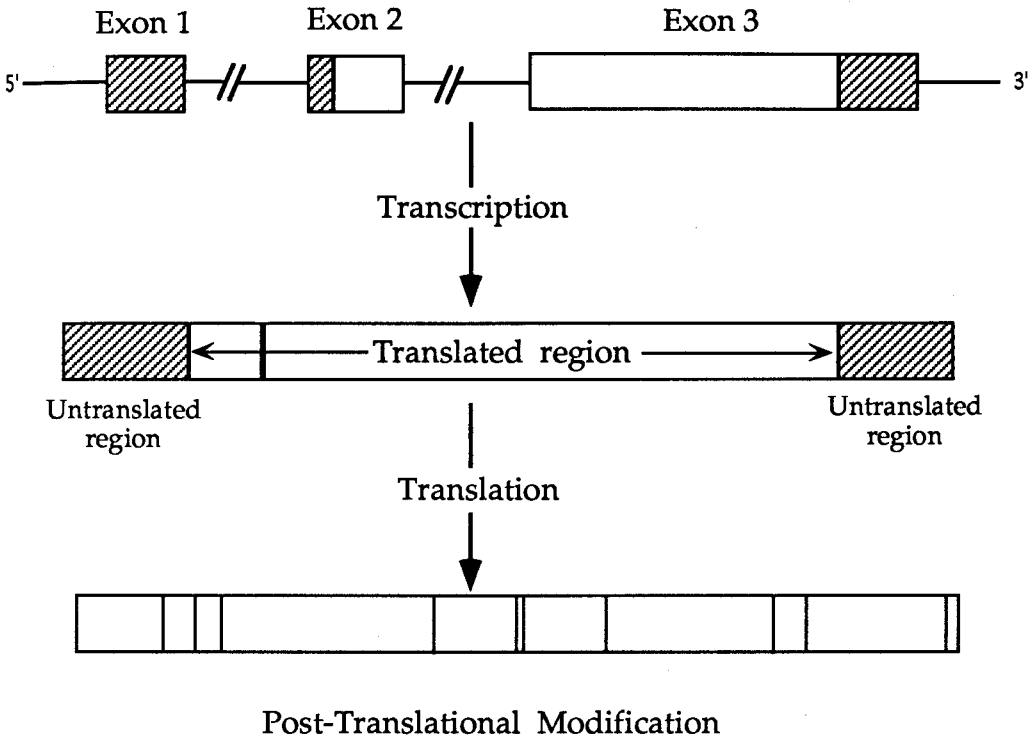 Exon 1 Exon 2 Exon 3
5' 3'
Transcription
Translated region
Untranslated
region
Untranslated
region
Translation
Post-Translational Modification